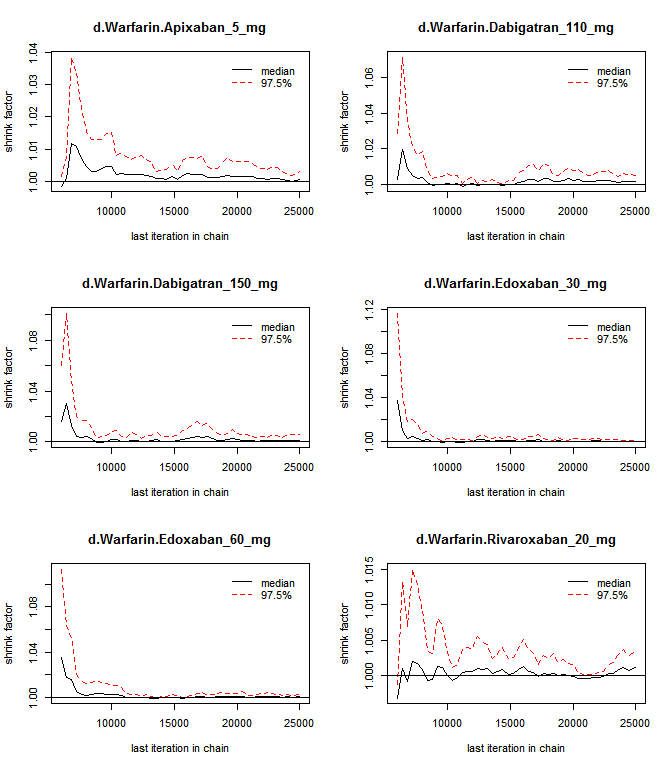 d.Warfarin.Apixaban_5_mg
shrink factor
1.00 1.01 1.02 1.03 1.04
median
97.5%
10000 15000 20000 25000
last iteration in chain
d.Warfarin.Dabigatran_110_mg
shrink factor
1.00 1.02 1.04 1.06
median
97.5%
10000 15000 20000 25000
last iteration in chain
d.Warfarin.Dabigatran_150_mg
shrink factor
1.00 1.04 1.08
median
97.5%
10000 15000 20000 25000
last iteration in chain
d.Warfarin.Edoxaban_30_mg
shrink factor
1.00 1.04 1.08 1.12
median
97.5%
10000 15000 20000 25000
last iteration in chain
d.Warfarin.Edoxaban_60_mg
shrink factor
1.00 1.04 1.08
median
97.5%
10000 15000 20000 25000
last iteration in chain
d.Warfarin.Rivaroxaban_20_mg
shrink factor
1.000 1.005 1.010 1.015
median
97.5%
10000 15000 20000 25000
last iteration in chain